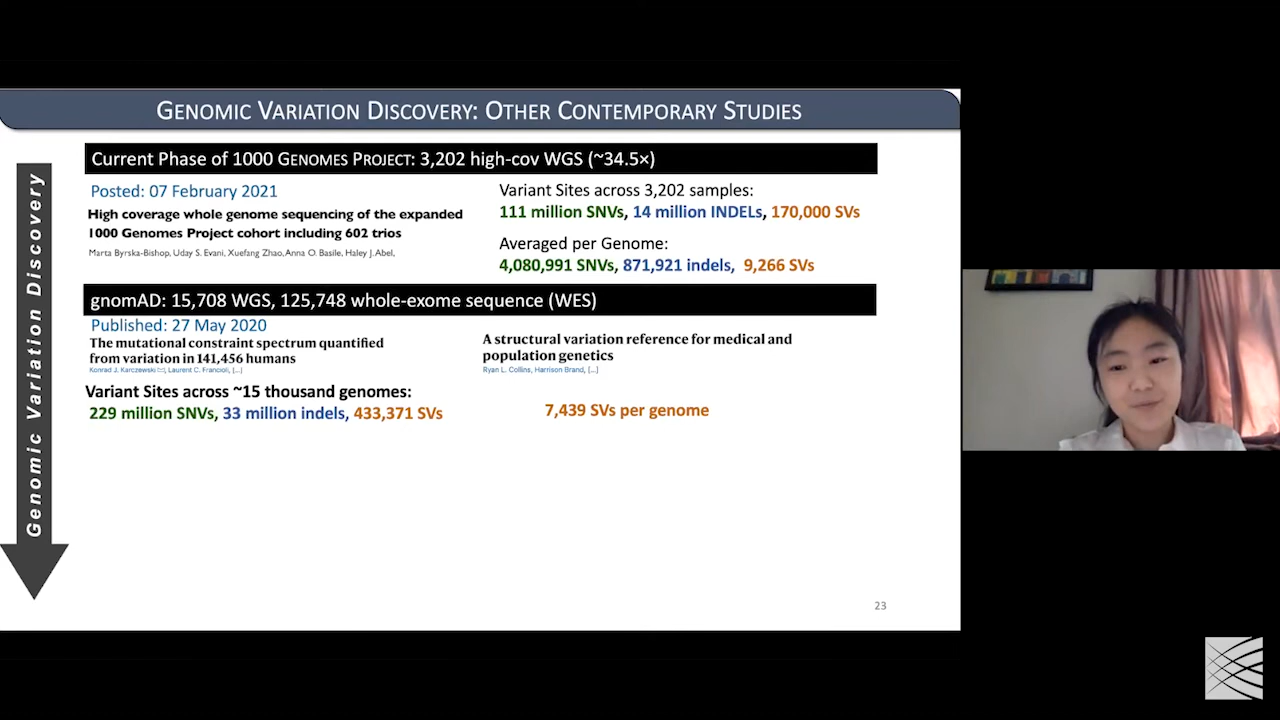 GENOMIC VARIATION DISCOVERY: OTHER CONTEMPORARY STUDIES
Genomic Variation Discovery
Current Phase of 1000 GENOMES PROJECT: 3,202 high-cov WGS (~34.5×)
Posted: 07 February 2021
High coverage whole genome sequencing of the expanded
1000 Genomes Project cohort including 602 trios
Marta Byrska-Bishop, Uday S. Evani, Xuefang Zhao, Anna O. Basile, Haley J. Abel,
Variant Sites across 3,202 samples:
111 million SNVs, 14 million INDELs, 170,000 SVs
Averaged per Genome:
4,080,991 SNVs, 871,921 indels, 9,266 SVs
gnomAD: 15,708 WGS, 125,748 whole-exome sequence (WES)
Published: 27 May 2020
The mutational constraint spectrum quantified
from variation in 141,456 humans
Konrad J. Karczewski, Laurent C. Francioli, [...]
A structural variation reference for medical and
population genetics
Ryan L. Collins, Harrison Brand, [...]
Variant Sites across ~15 thousand genomes:
229 million SNVs, 33 million indels, 433,371 SVs
7,439 SVs per genome
23